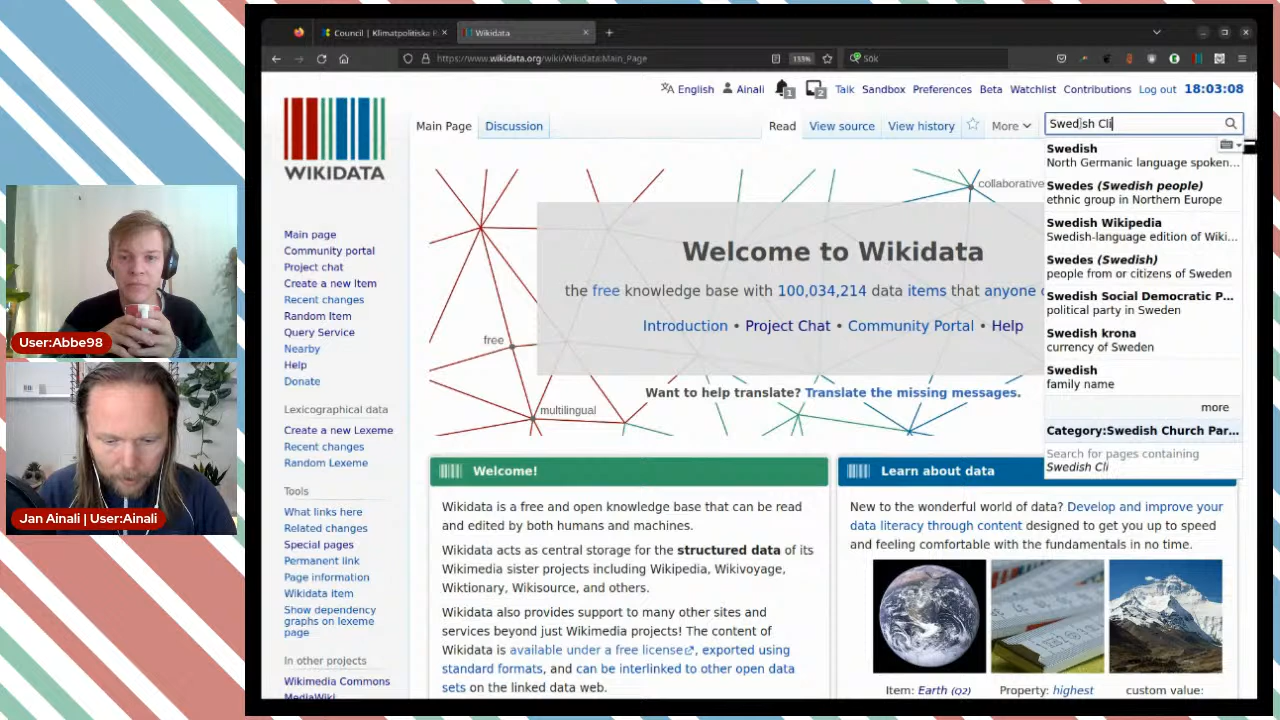 Council | Klimatpolitiska
Wikidata
https://www.wikidata.org/wiki/Wikidata:Main_Page
133%
Sök
English
Ainali
1
2
Talk
Sandbox
Preferences
Beta
Watchlist
Contributions
Log out
18:03:08
Main Page
Discussion
Read
View source
View history
More
Swedish Cli
WIKIDATA
Main page
Community portal
Project chat
Create a new Item
Recent changes
Random Item
Query Service
Nearby
Help
Donate
Lexicographical data
Create a new Lexeme
Recent changes
Random Lexeme
Tools
What links here
Related changes
Special pages
Permanent link
Page information
Wikidata item
Show dependency
graphs on lexeme
page
In other projects
Wikimedia Commons
MediaWiki
collaborative
free
multilingual
Welcome to Wikidata
the free knowledge base with 100,034,214 data items that anyone
Introduction • Project Chat • Community Portal • Help
Want to help translate? Translate the missing messages.
Swedish
North Germanic language spoken...
Swedes (Swedish people)
ethnic group in Northern Europe
Swedish Wikipedia
Swedish-language edition of Wiki...
Swedes (Swedish)
people from or citizens of Sweden
Swedish Social Democratic P...
political party in Sweden
Swedish krona
currency of Sweden
Swedish
family name
more
Category:Swedish Church Par...
Search for pages containing
Swedish Cli
Welcome!
Wikidata is a free and open knowledge base that can be read
and edited by both humans and machines.
Wikidata acts as central storage for the structured data of its
Wikimedia sister projects including Wikipedia, Wikivoyage,
Wiktionary, Wikisource, and others.
Wikidata also provides support to many other sites and
services beyond just Wikimedia projects! The content of
Wikidata is available under a free license, exported using
standard formats, and can be interlinked to other open data
sets on the linked data web.
Learn about data
New to the wonderful world of data? Develop and improve your
data literacy through content designed to get you up to speed
and feeling comfortable with the fundamentals in no time.
Item: Earth (Q2)
Property: highest
custom value:
User:Abbe98
Jan Ainali | User:Ainali